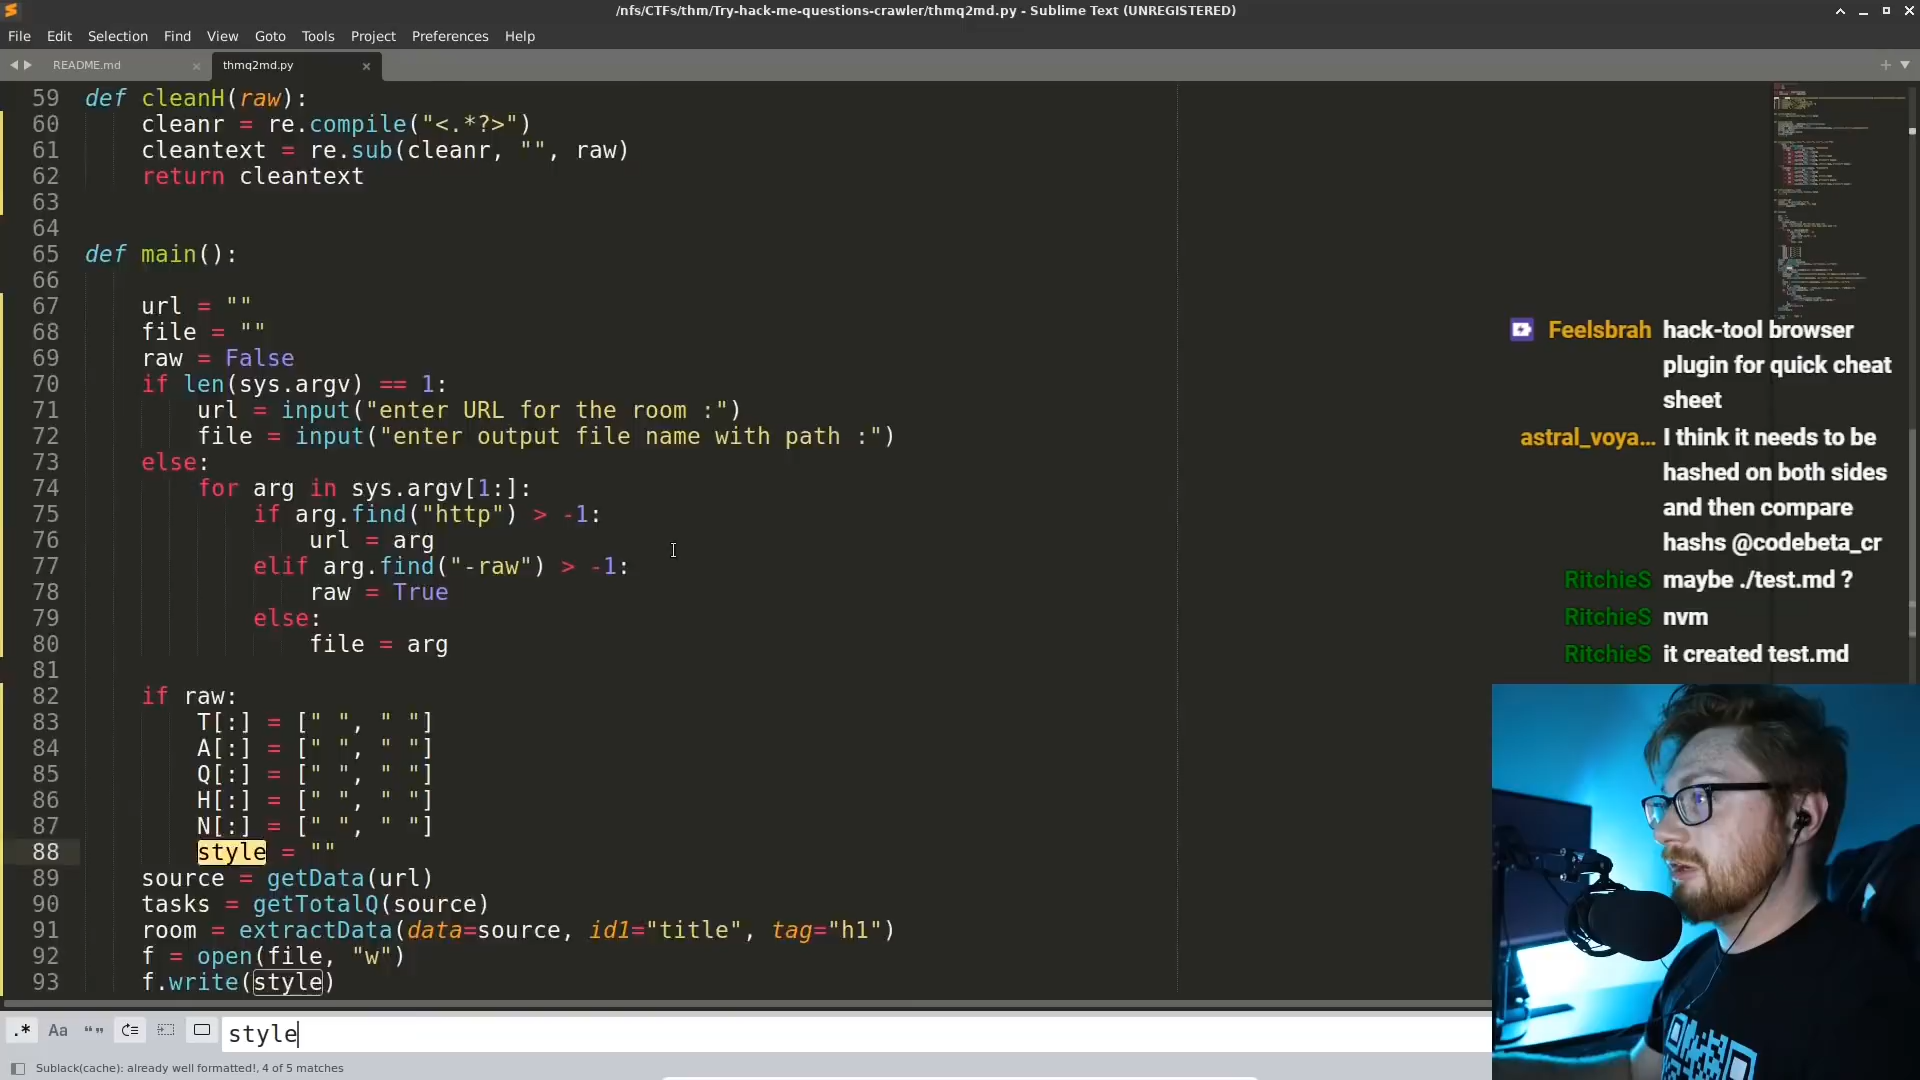 /nfs/CTFs/thm/Try-hack-me-questions-crawler/thmq2md.py - Sublime Text (UNREGISTERED)
File Edit Selection Find View Goto Tools Project Preferences Help
README.md × thmq2md.py ×
59 def cleanH(raw):
60 cleanr = re.compile("<.*?>")
61 cleantext = re.sub(cleanr, "", raw)
62 return cleantext
63
64
65 def main():
66
67 url = ""
68 file = ""
69 raw = False
70 if len(sys.argv) == 1:
71 url = input("enter URL for the room :")
72 file = input("enter output file name with path :")
73 else:
74 for arg in sys.argv[1:]:
75 if arg.find("http") > -1:
76 url = arg
77 elif arg.find("-raw") > -1:
78 raw = True
79 else:
80 file = arg
81
82 if raw:
83 T[:] = [" ", " "]
84 A[:] = [" ", " "]
85 Q[:] = [" ", " "]
86 H[:] = [" ", " "]
87 N[:] = [" ", " "]
88 style = ""
89 source = getData(url)
90 tasks = getTotalQ(source)
91 room = extractData(data=source, id1="title", tag="h1")
92 f = open(file, "w")
93 f.write(style)
Feelsbrah hack-tool browser
plugin for quick cheat
sheet
astral_voya... I think it needs to be
hashed on both sides
and then compare
hashs @codebeta_cr
RitchieS maybe ./test.md ?
RitchieS nvm
RitchieS it created test.md
.* Aa “” style
Sublack(cache): already well formatted!, 4 of 5 matches